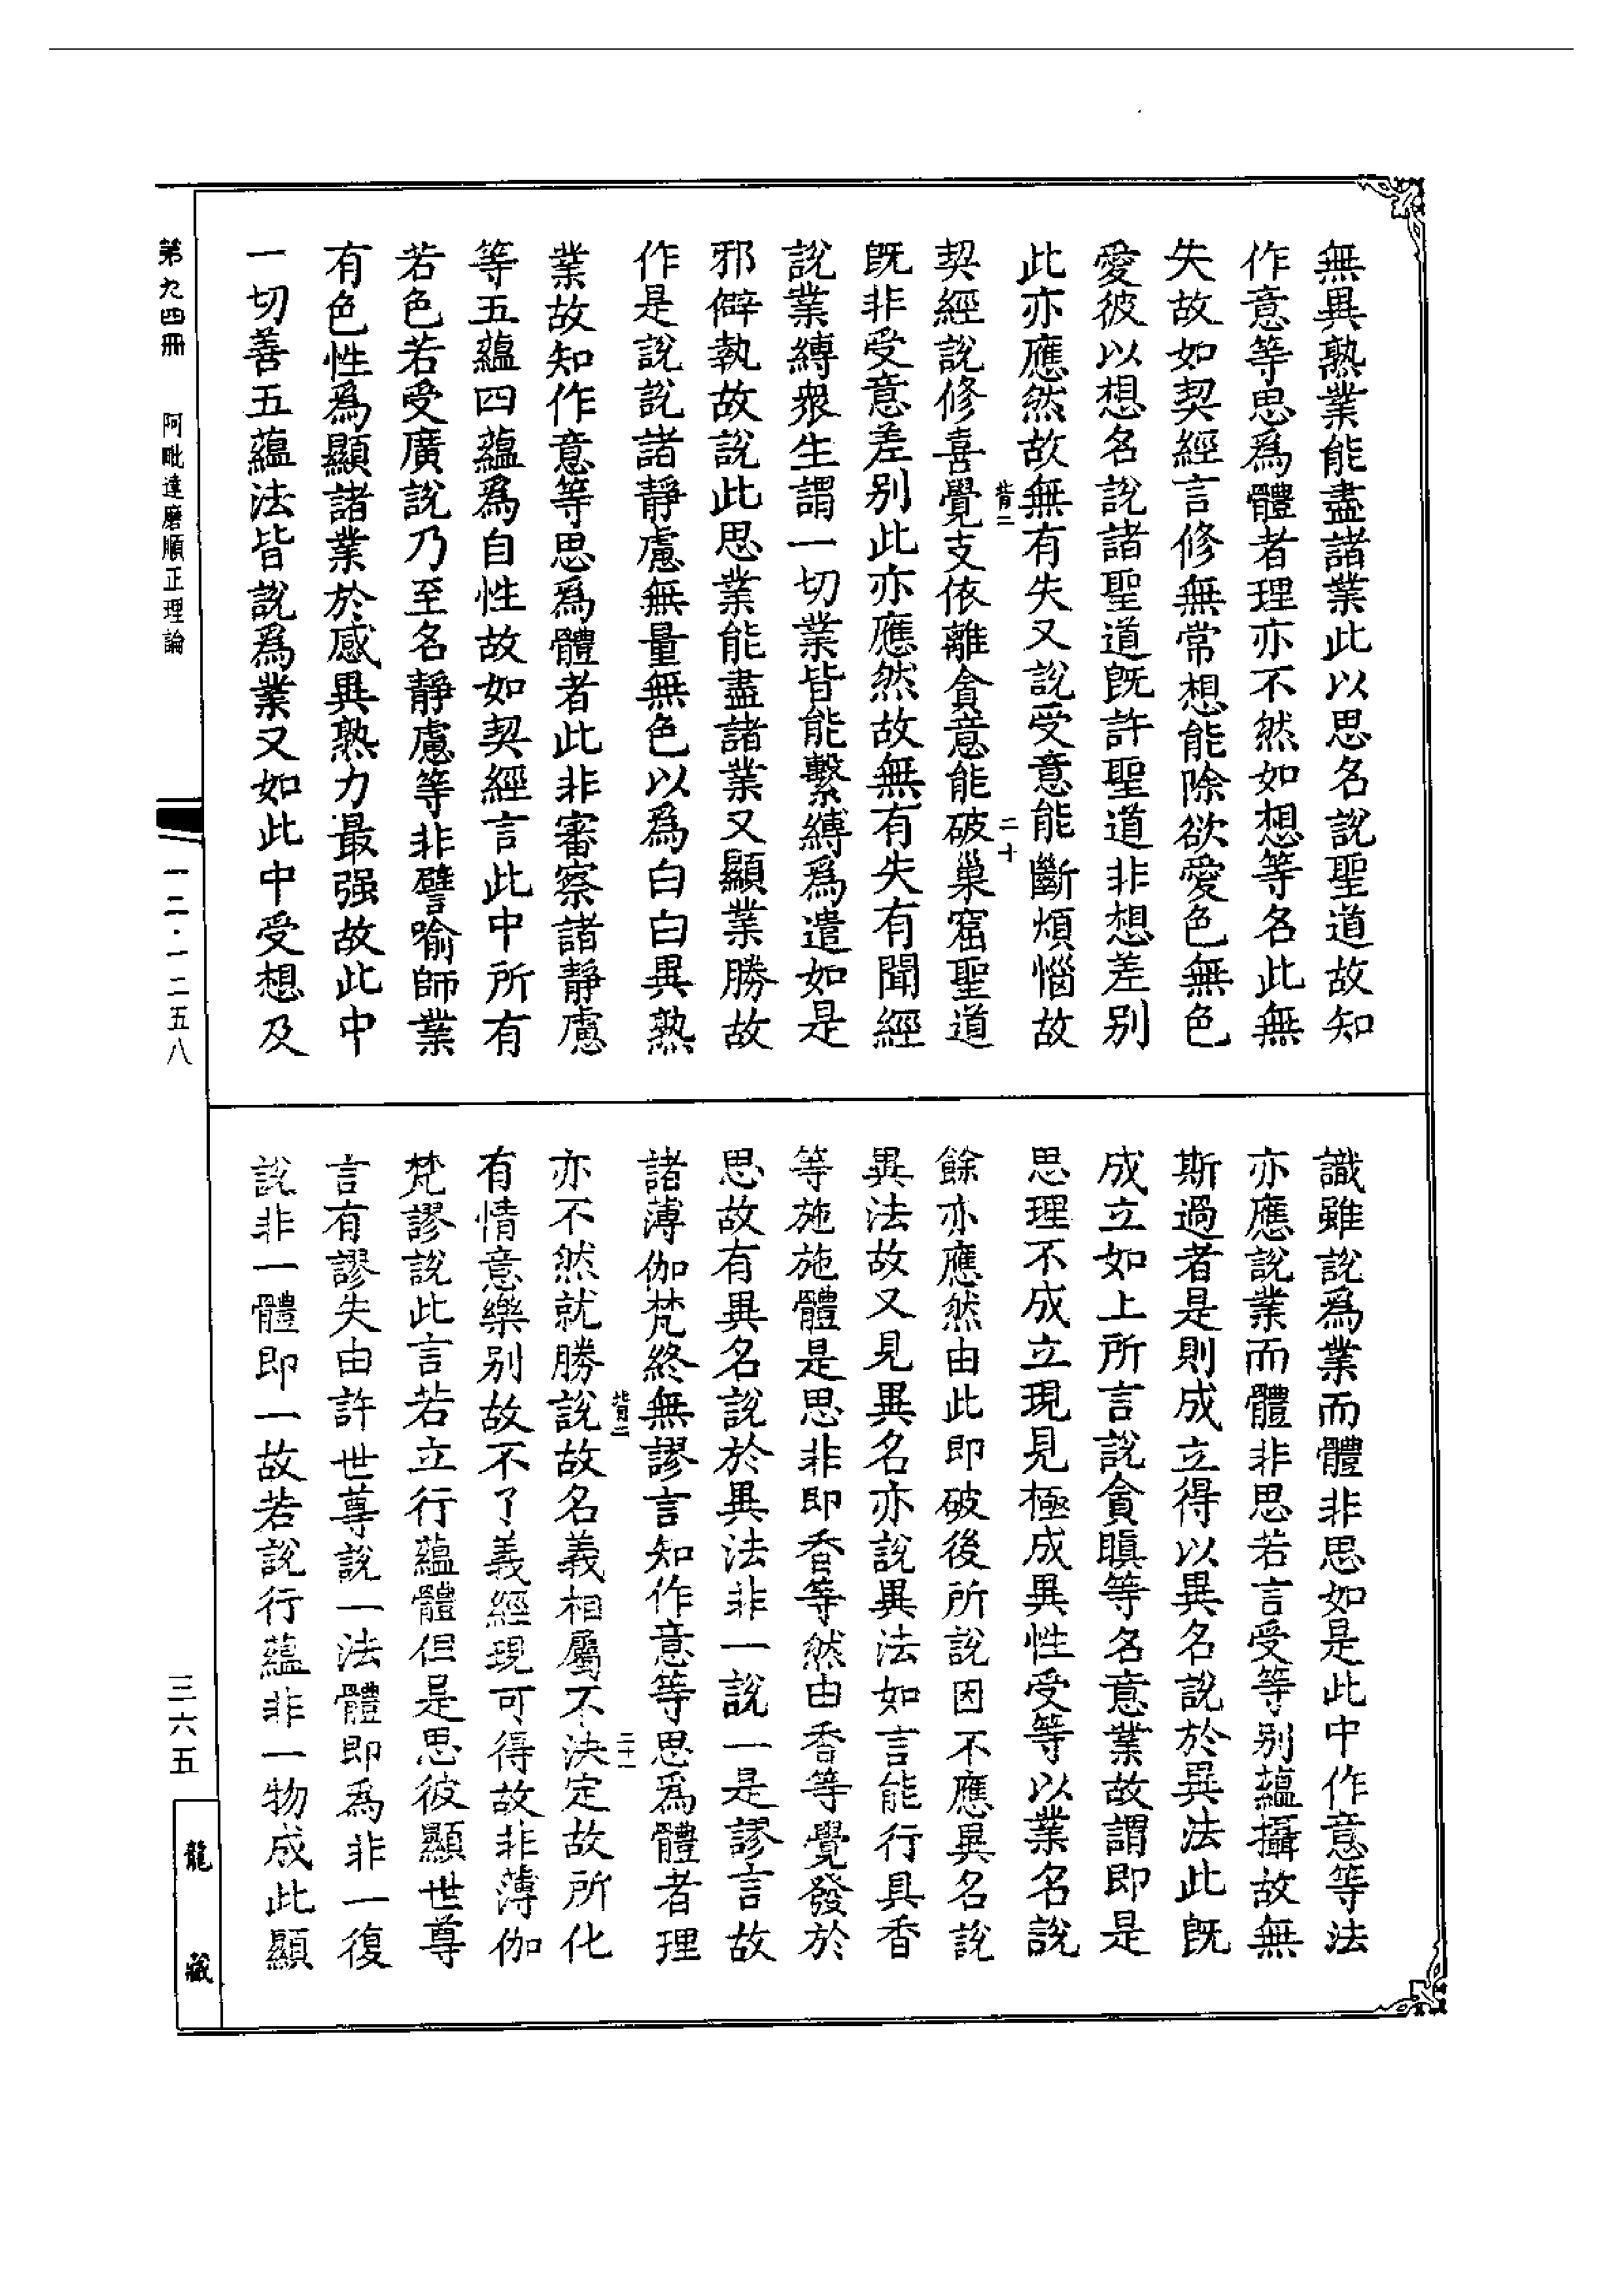 無異熟業能盡諸業此以思名說聖道故知
作意等思爲體者理亦不然如想等名此無
失故如契經言修無常想能除欲愛色無色
愛彼以想名說諸聖道旣許聖道非想差別
此亦應然故無有失又說受意能斷煩惱故
契經說修喜覺支依離貪意能破巢窟聖道
旣非受意差別此亦應然故無有失有聞經
說業縛衆生謂一切業皆能繫縛爲遣如是
邪僻執故說此思業能盡諸業又顯業勝故
作是說說諸靜慮無量無色以爲白白異熟
業故知作意等思爲體者此非審察諸靜慮
等五蘊四蘊爲自性故如契經言此中所有
若色若受廣說乃至名靜慮等非譬喻師業
有色性爲顯諸業於感異熟力最强故此中
一切善五蘊法皆說爲業又如此中受想及
背二
二十
識雖說爲業而體非思如是此中作意等法
亦應說業而體非思若言受等別蘊攝故無
斯過者是則成立得以異名說於異法此旣
成立如上所言說貪瞋等名意業故謂即是
思理不成立現見極成異性受等以業名說
餘亦應然由此即破後所說因不應異名說
異法故又見異名亦說異法如言能行具香
等施施體是思非即香等然由香等覺發於
思故有異名說於異法非一說一是謬言故
諸薄伽梵終無謬言知作意等思爲體者理
亦不然就勝說故名義相屬不決定故所化
有情意樂別故不了義經現可得故非薄伽
梵謬說此言若立行蘊體但是思彼顯世尊
言有謬失由許世尊說一法體即爲非一復
說非一體即一故若說行蘊非一物成此顯
背二
二十一
第九四冊　阿毗達磨順正理論
一二·一二五八
三六五
龍藏